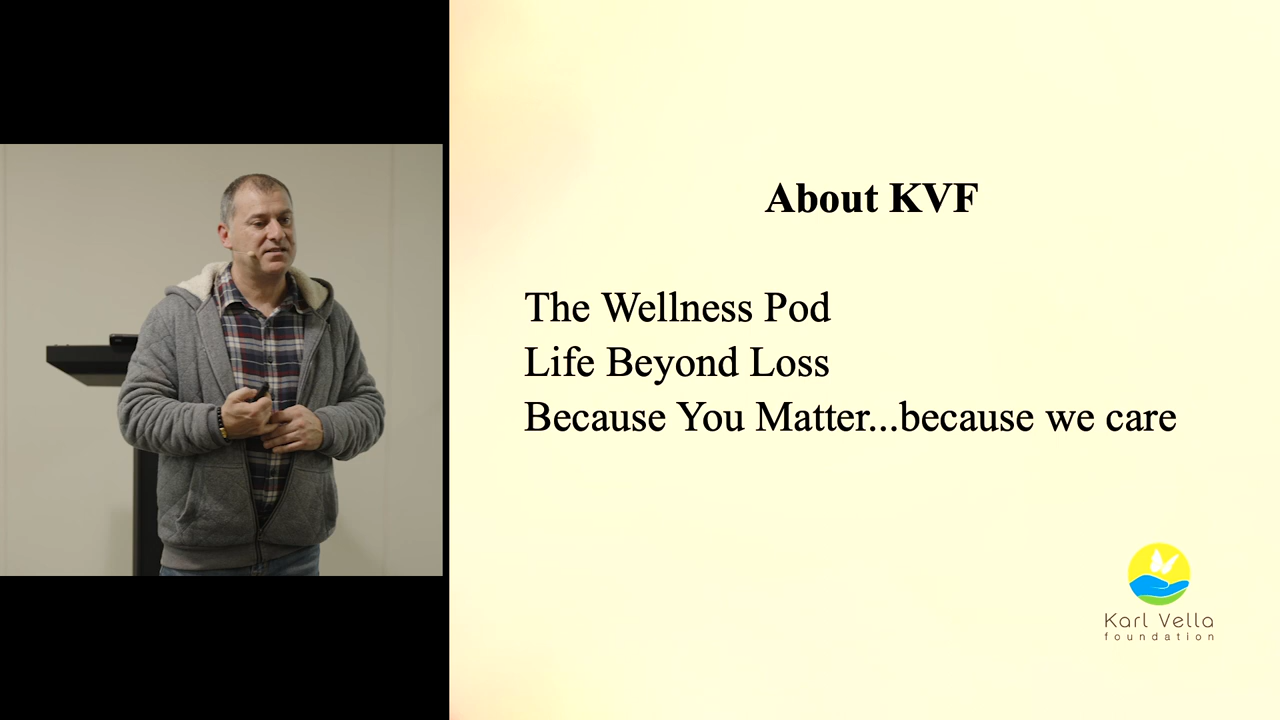 About KVF
The Wellness Pod
Life Beyond Loss
Because You Matter...because we care
Karl Vella
foundation